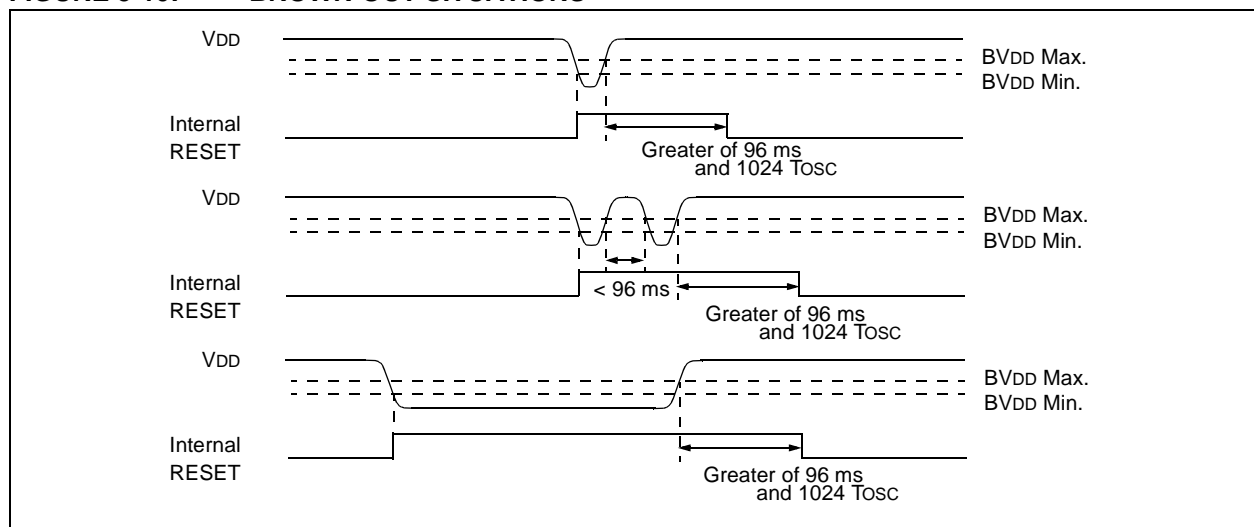 VDD
BVDD Max.
BVDD Min.
Internal
RESET
Greater of 96 ms
and 1024 TOSC
VDD
BVDD Max.
BVDD Min.
Internal
RESET
< 96 ms
Greater of 96 ms
and 1024 TOSC
VDD
BVDD Max.
BVDD Min.
Internal
RESET
Greater of 96 ms
and 1024 TOSC